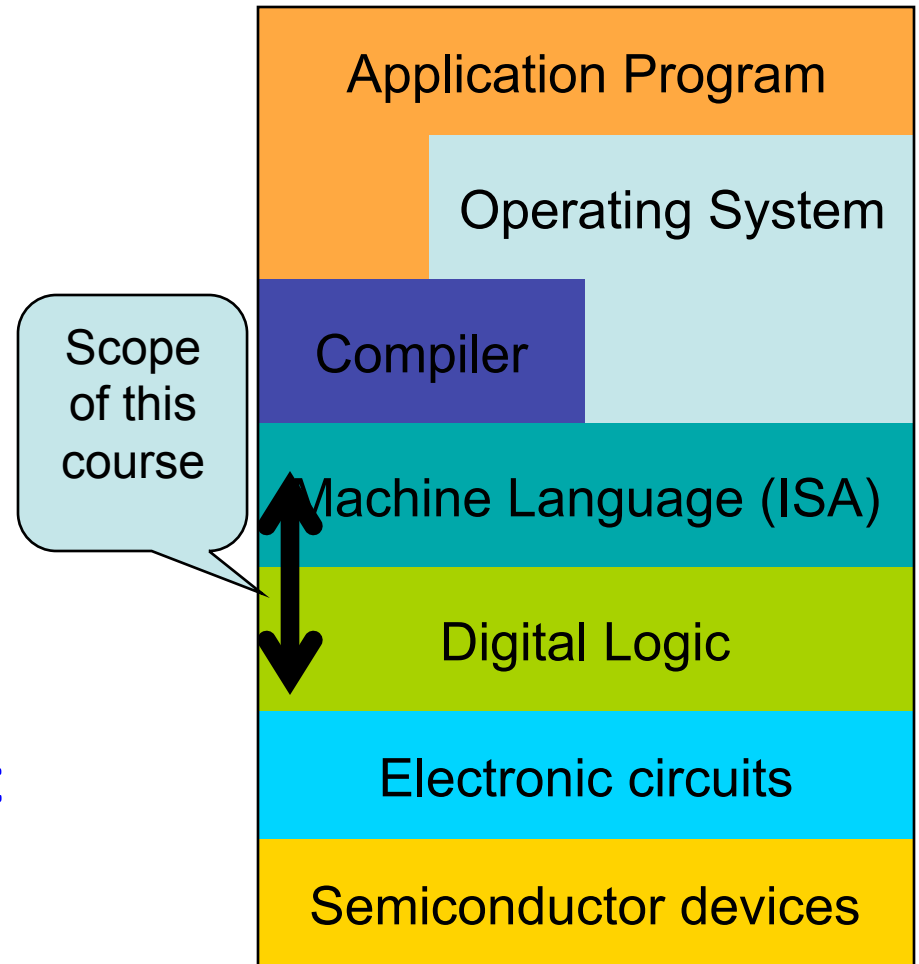 Application Program
Operating System
Scope
of this
course
Compiler
Machine Language (ISA)
Digital Logic
:
Electronic circuits
Semiconductor devices